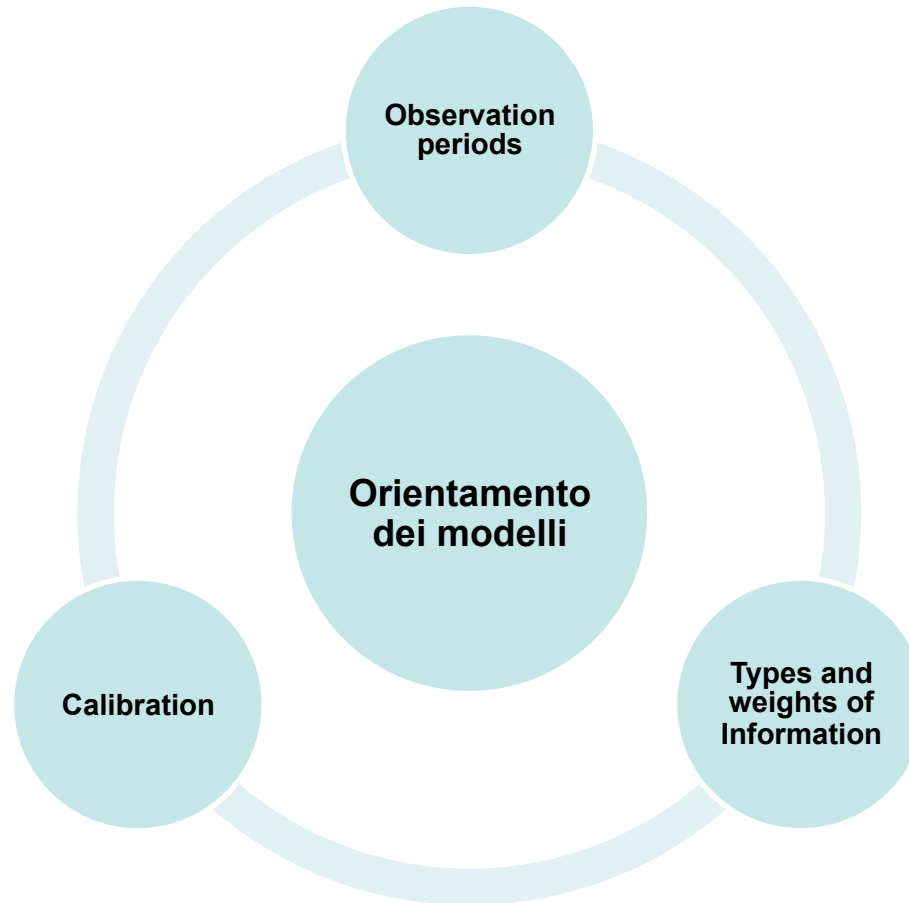 Observation
periods
Orientamento
dei modelli
Calibration
Types and
weights of
Information